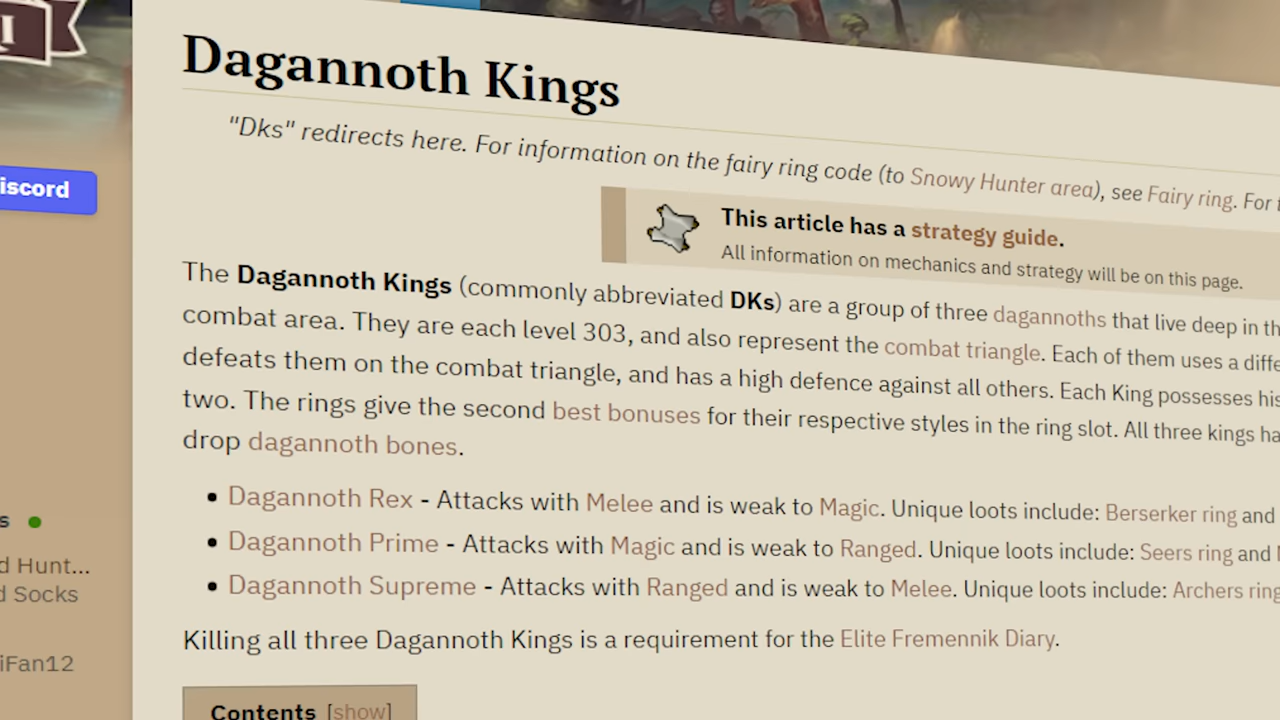 I
Dagannoth Kings
"Dks" redirects here. For information on the fairy ring code (to Snowy Hunter area), see Fairy ring. For
iscord
This article has a strategy guide.
All information on mechanics and strategy will be on this page.
The Dagannoth Kings (commonly abbreviated DKs) are a group of three dagannoths that live deep in th
combat area. They are each level 303, and also represent the combat triangle. Each of them uses a diffe
defeats them on the combat triangle, and has a high defence against all others. Each King possesses his
two. The rings give the second best bonuses for their respective styles in the ring slot. All three kings ha
drop dagannoth bones.
• Dagannoth Rex - Attacks with Melee and is weak to Magic. Unique loots include: Berserker ring and
s
• Dagannoth Prime - Attacks with Magic and is weak to Ranged. Unique loots include: Seers ring and
d Hunt...
• Dagannoth Supreme - Attacks with Ranged and is weak to Melee. Unique loots include: Archers ring
d Socks
Killing all three Dagannoth Kings is a requirement for the Elite Fremennik Diary.
iFan12
Contents [show]